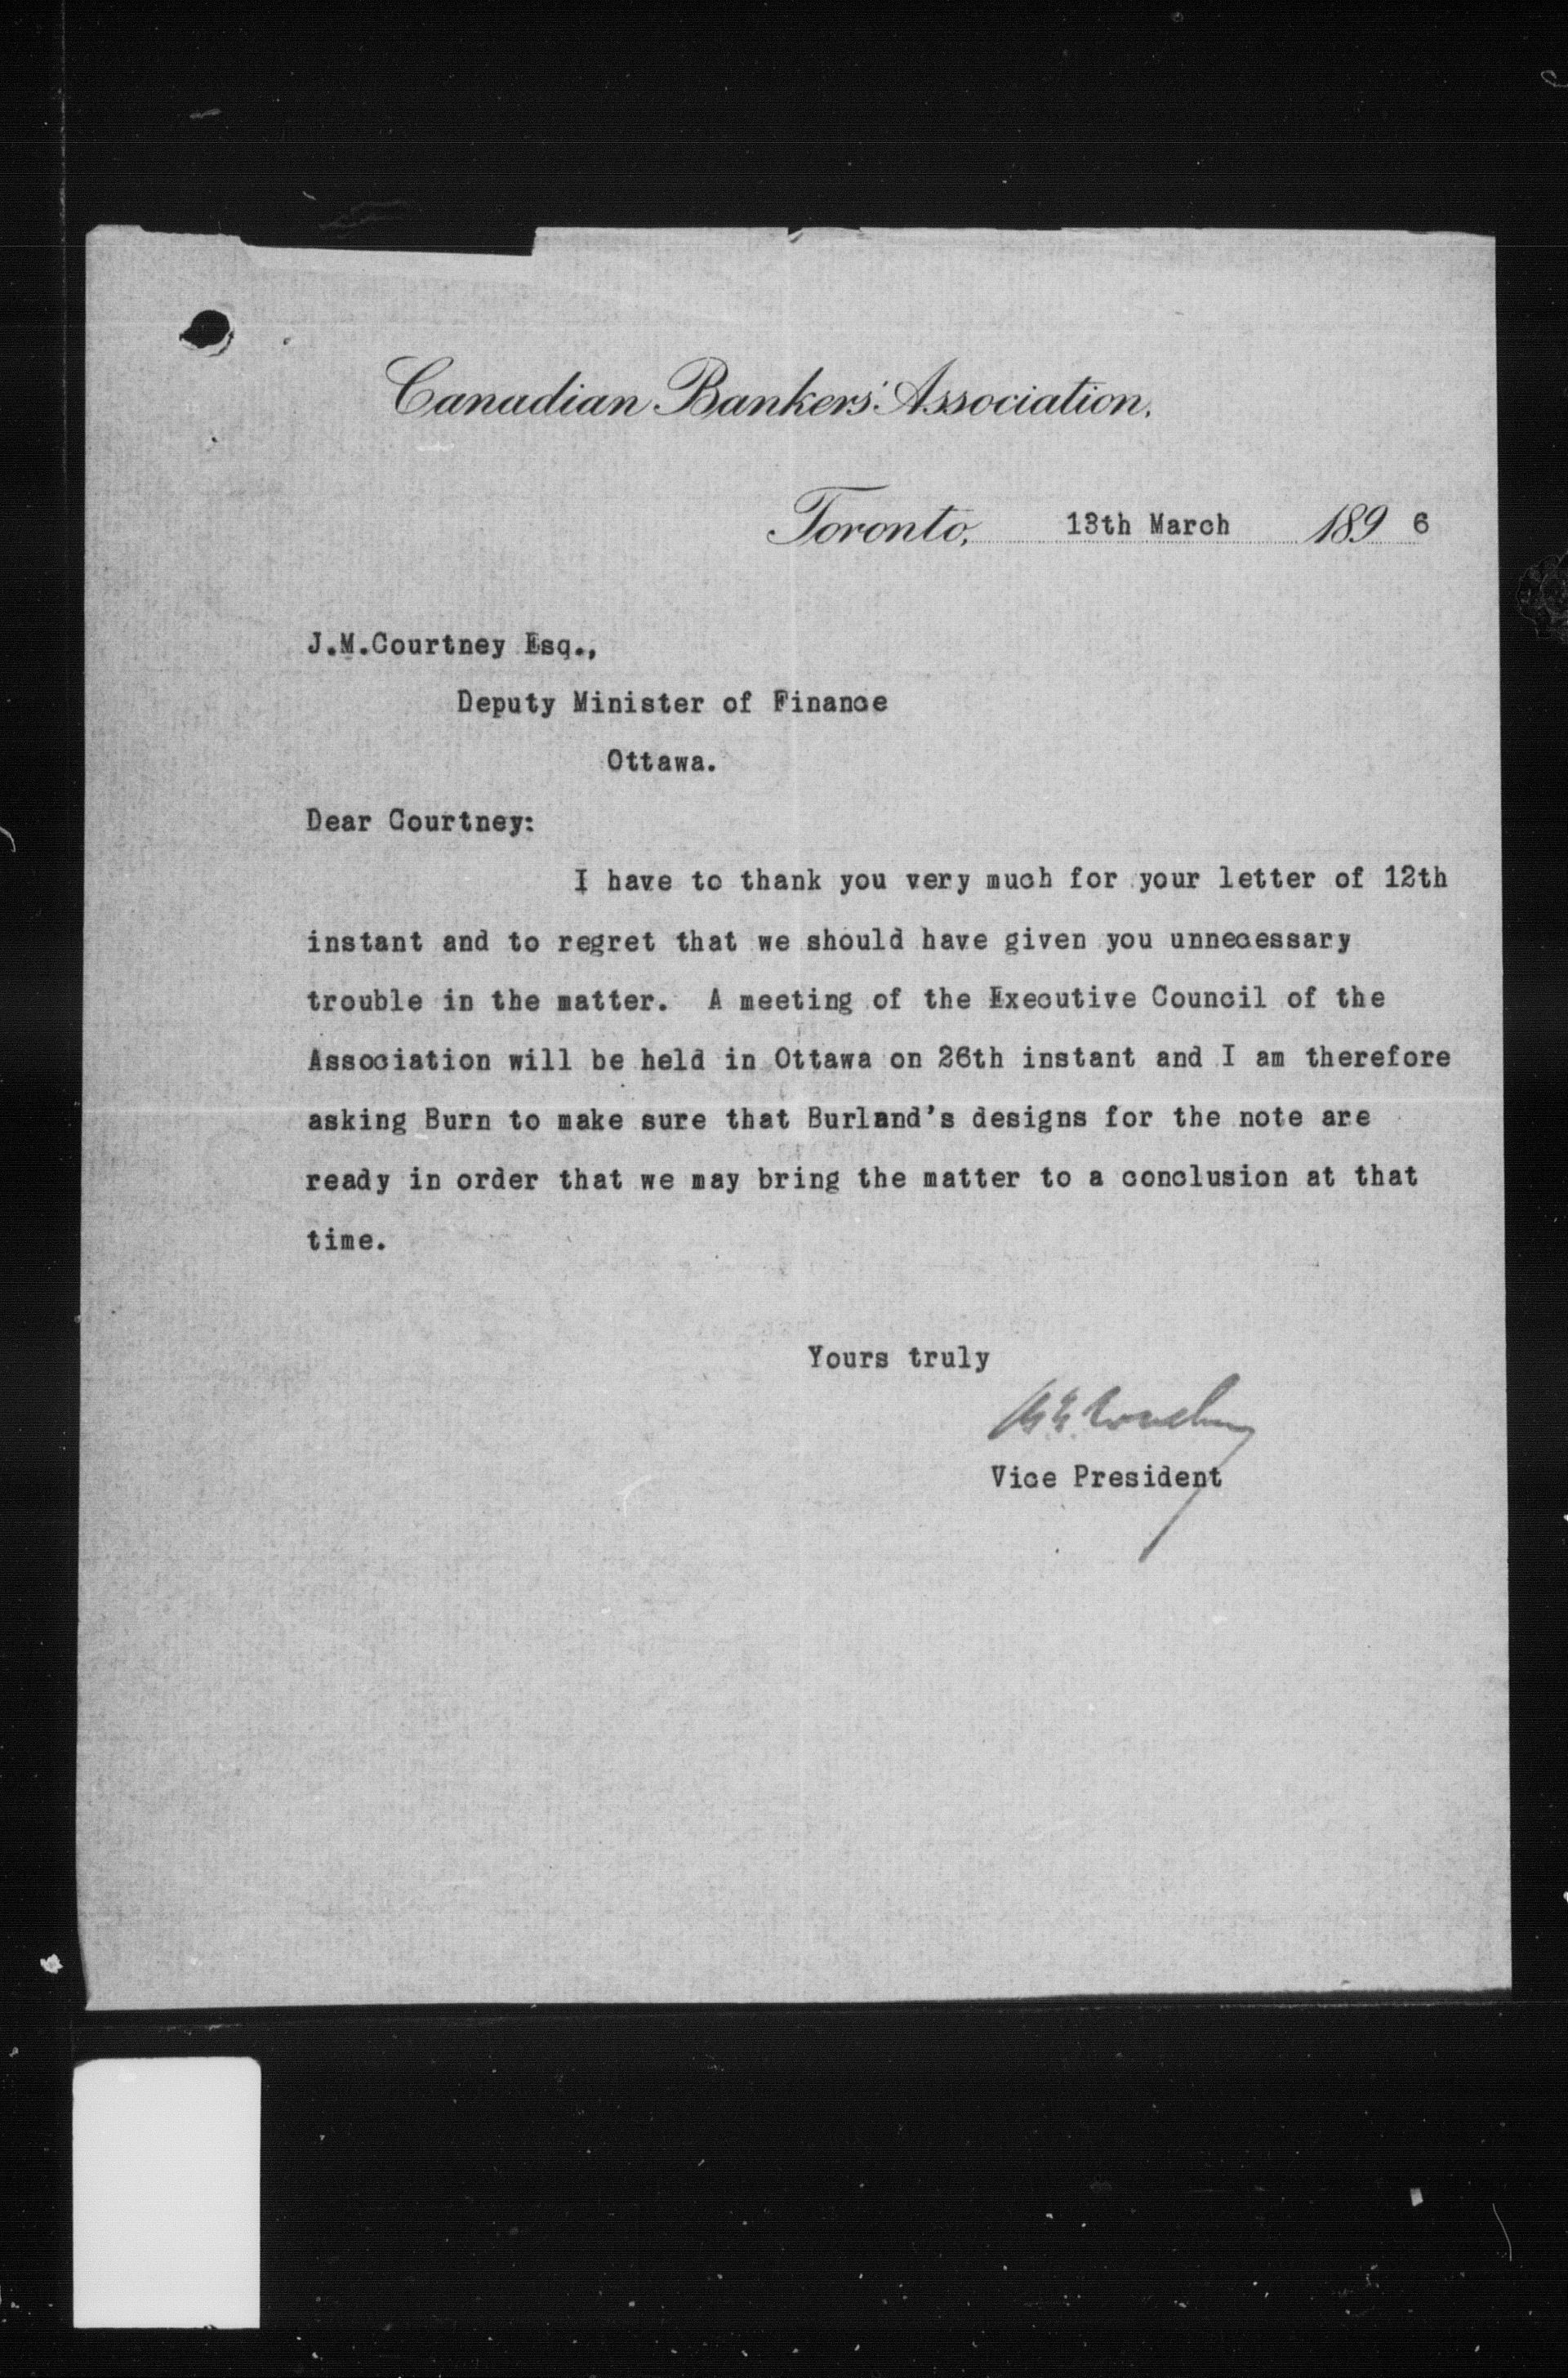 Canadian Bankers' Association.
Toronto, 13th March 189 6
J.M.Courtney Esq.,
Deputy Minister of Finance
Ottawa.
Dear Courtney:
I have to thank you very much for your letter of 12th
instant and to regret that we should have given you unnecessary
trouble in the matter. A meeting of the Executive Council of the
Association will be held in Ottawa on 26th instant and I am therefore
asking Burn to make sure that Burland's designs for the note are
ready in order that we may bring the matter to a conclusion at that
time.
Yours truly
Vice President